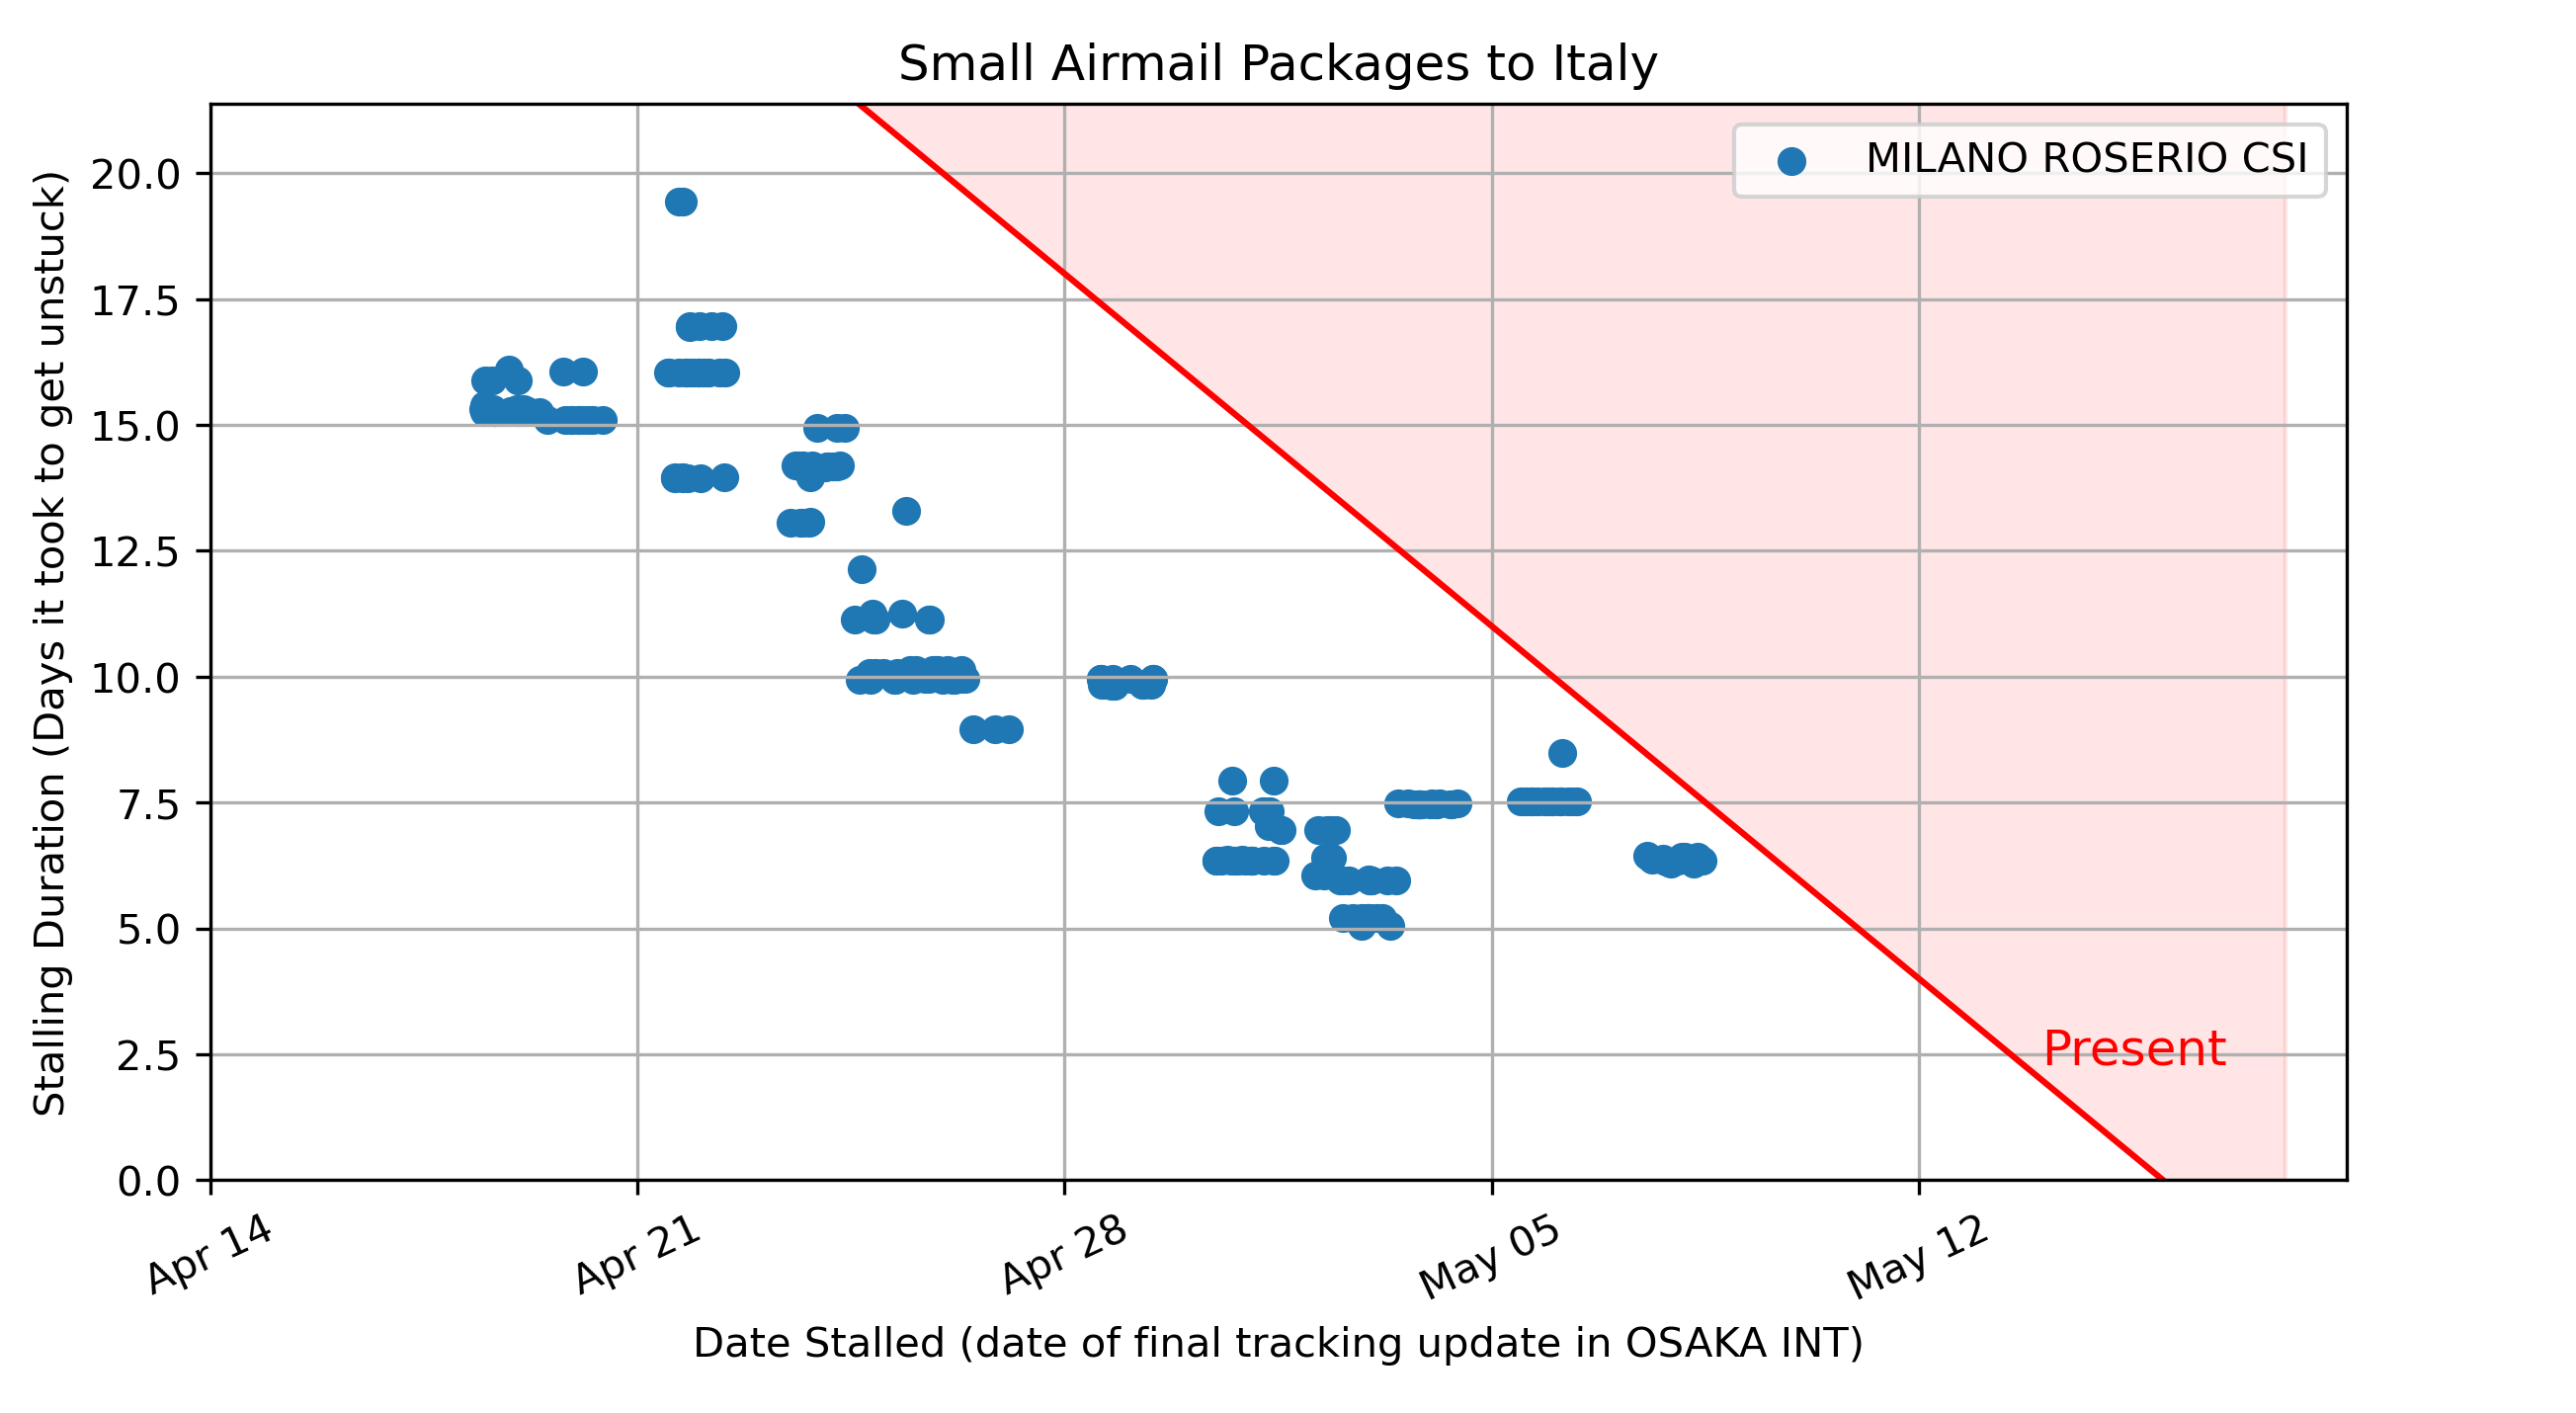 Small Airmail Packages to Italy
MILANO ROSERIO CSI
Stalling Duration (Days it took to get unstuck)
20.0
17.5
15.0
12.5
10.0
7.5
5.0
2.5
0.0
Present
Apr 14
Apr 21
Apr 28
May 05
May 12
Date Stalled (date of final tracking update in OSAKA INT)